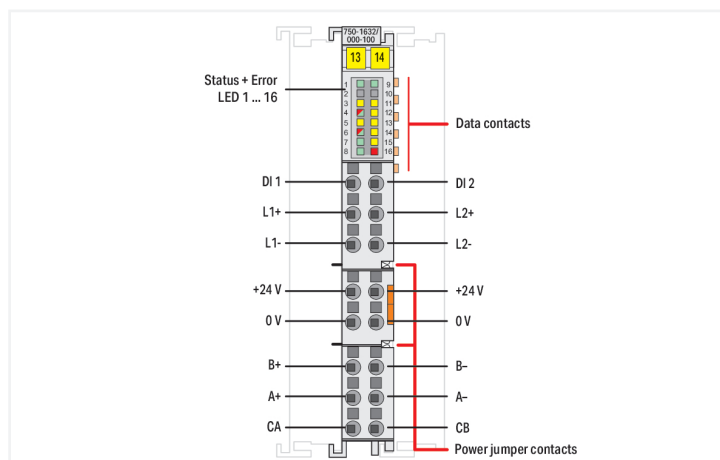 750-1632/
000-100
13 14
Status + Error
LED 1 ... 16
1 9
2 10
3 11
4 12
5 13
6 14
7 15
8 16
Data contacts
DI 1 DI 2
L1+ L2+
L1- L2-
+24 V +24 V
0 V 0 V
B+ B–
A+ A–
CA CB
Power jumper contacts